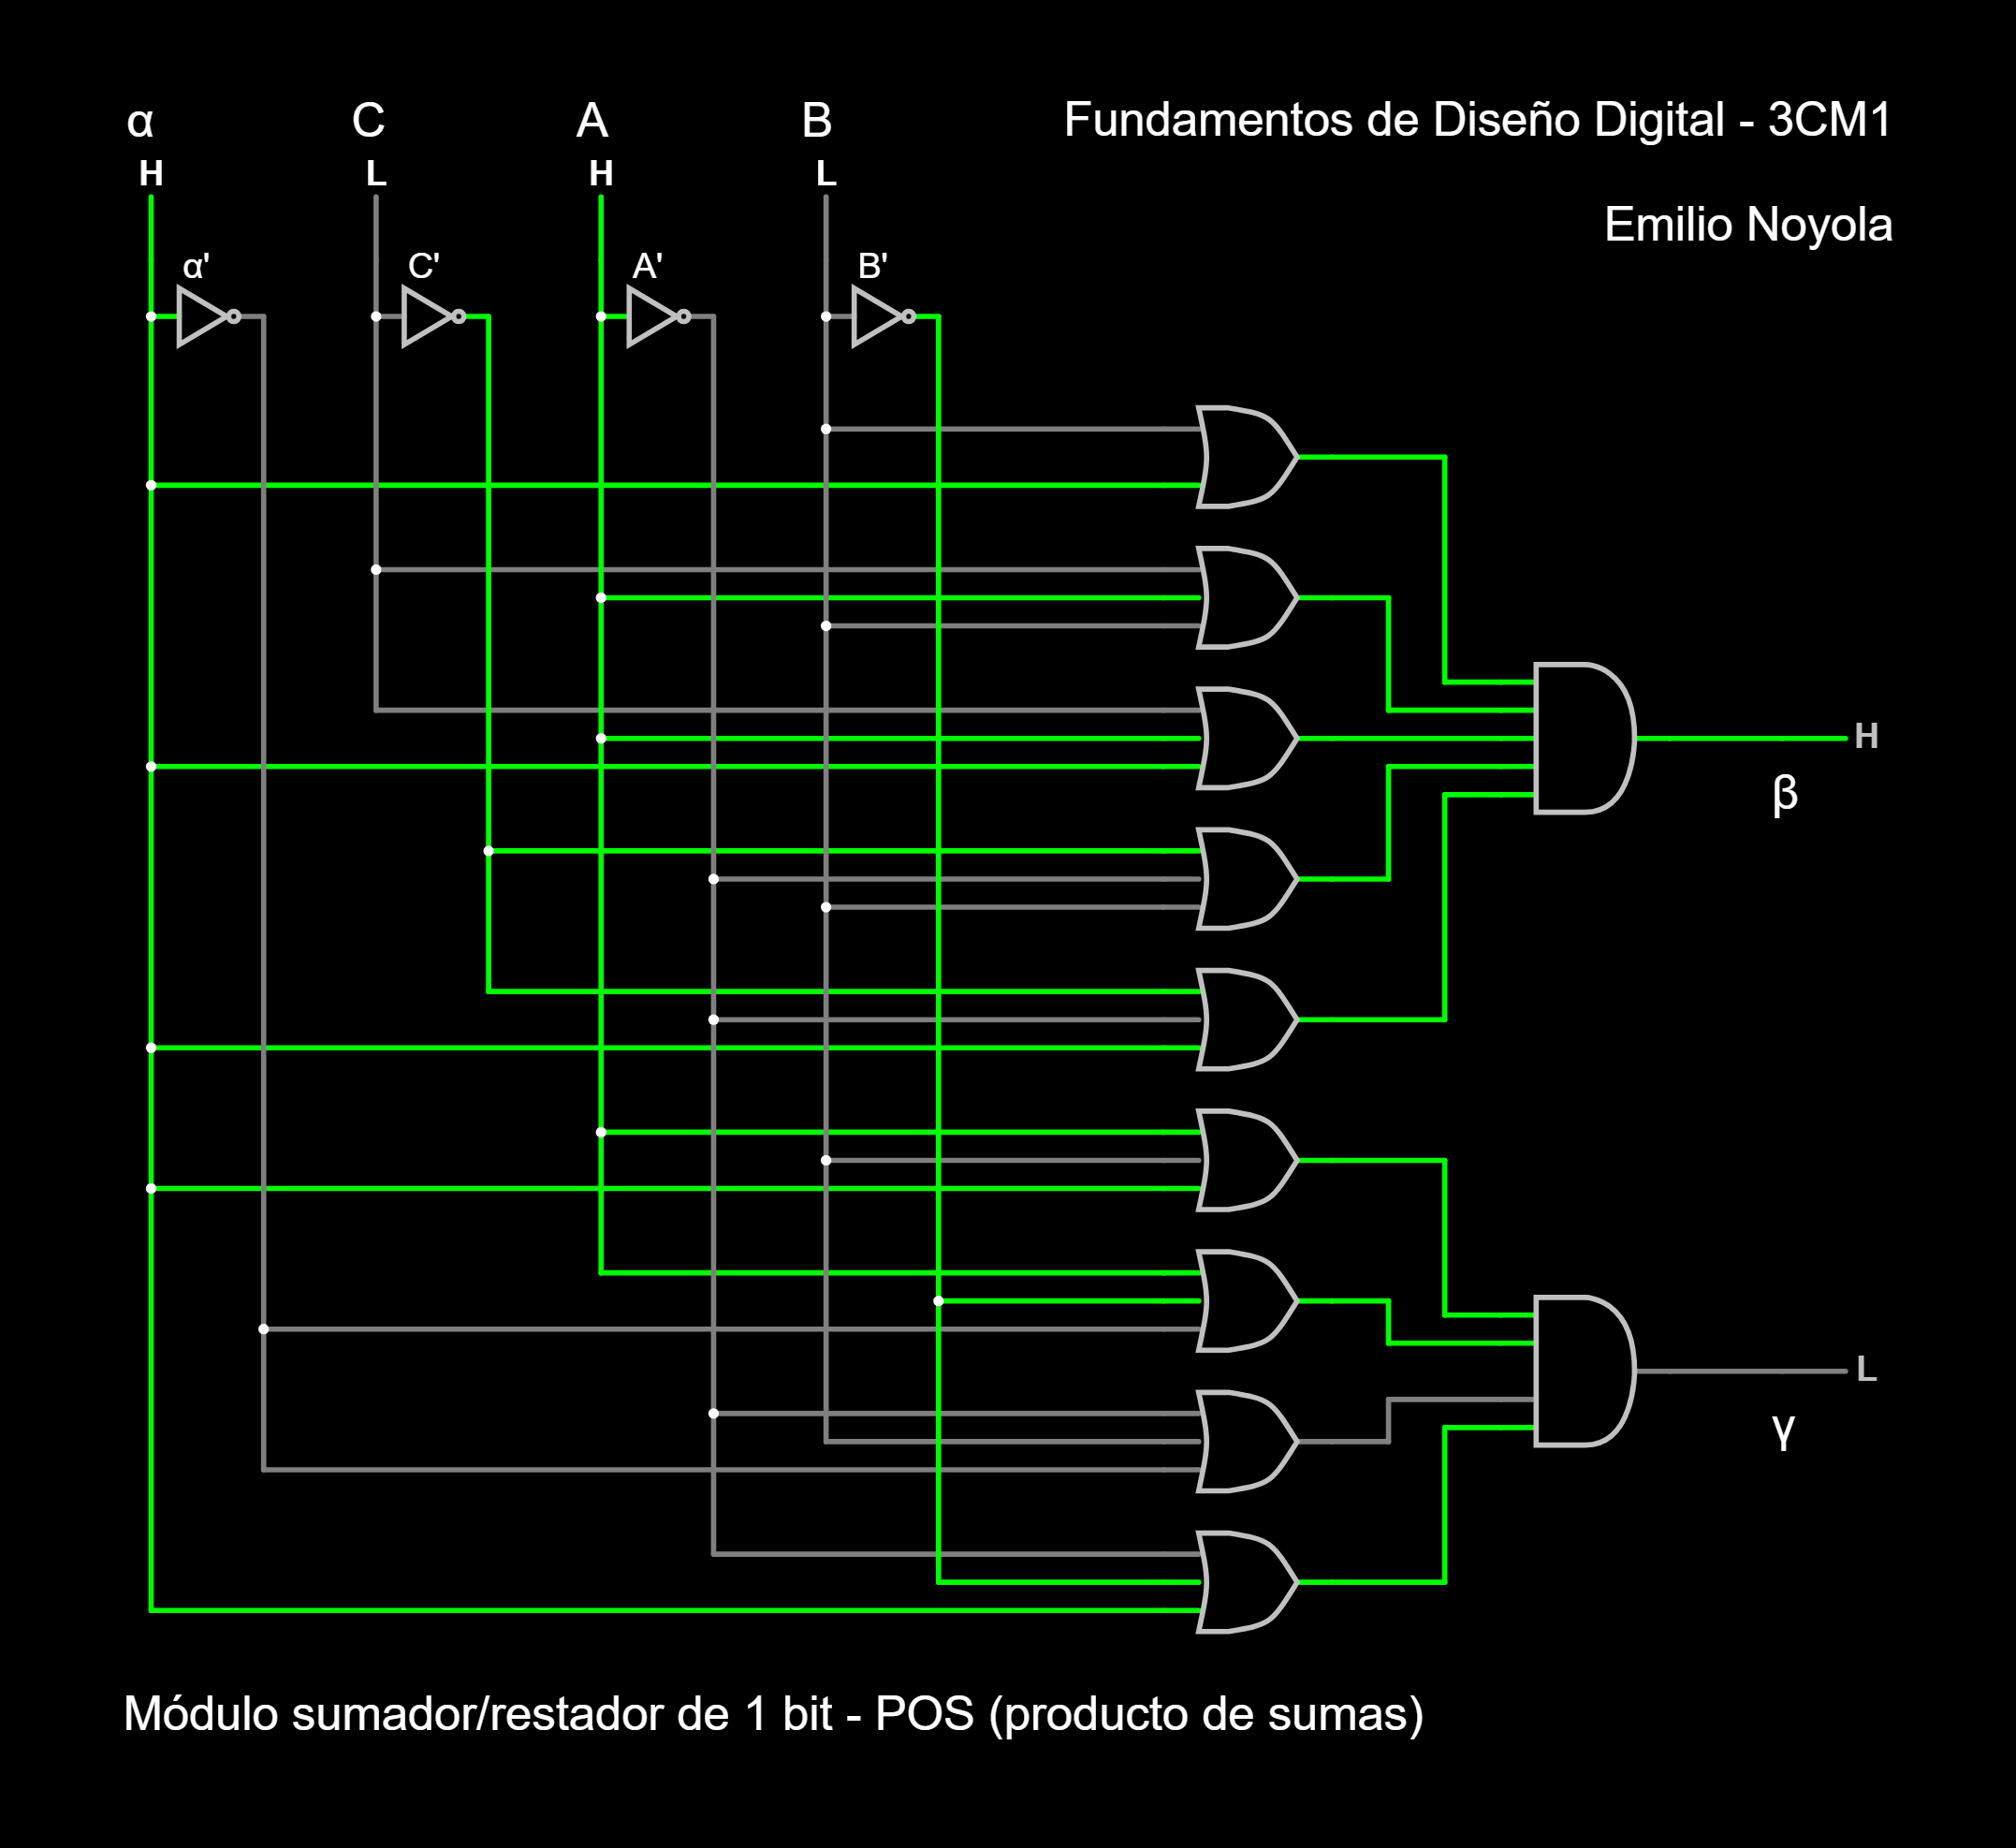 α C A B Fundamentos de Diseño Digital - 3CM1
H L H L
Emilio Noyola
α' C' A' B'
H
β
L
γ
Módulo sumador/restador de 1 bit - POS (producto de sumas)